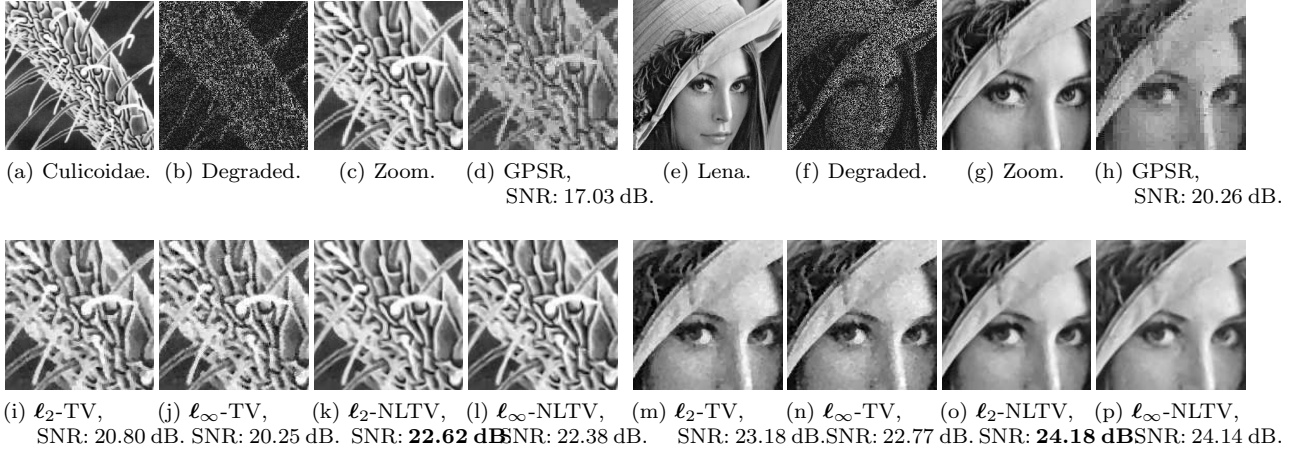 (a) Culicoidae. (b) Degraded. (c) Zoom. (d) GPSR, (e) Lena. (f) Degraded. (g) Zoom. (h) GPSR,
SNR: 17.03 dB. SNR: 20.26 dB.
(i) ℓ₂-TV, (j) ℓ∞-TV, (k) ℓ₂-NLTV, (l) ℓ∞-NLTV, (m) ℓ₂-TV, (n) ℓ∞-TV, (o) ℓ₂-NLTV, (p) ℓ∞-NLTV,
SNR: 20.80 dB. SNR: 20.25 dB. SNR: 22.62 dB SNR: 22.38 dB. SNR: 23.18 dB. SNR: 22.77 dB. SNR: 24.18 dB SNR: 24.14 dB.